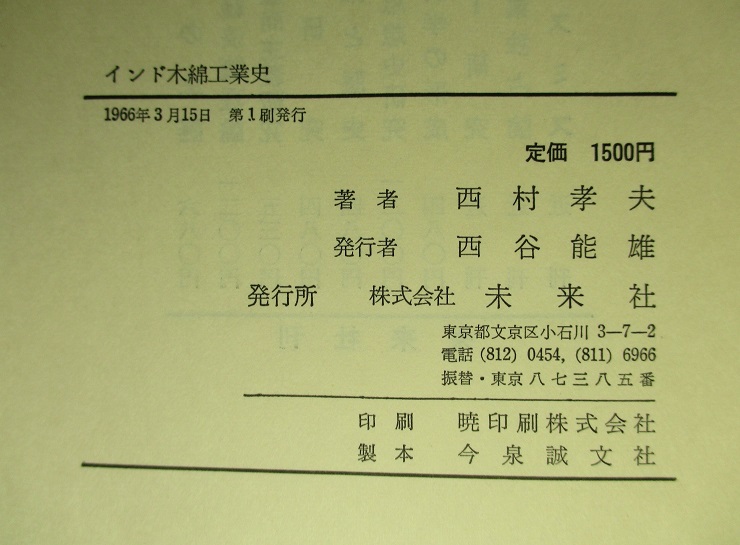 インド木綿工業史
1966年3月15日 第1刷発行
定価 1500円
著者 西村孝夫
発行者 西谷能雄
発行所 株式会社 未来社
東京都文京区小石川 3—7—2
電話 (812) 0454, (811) 6966
振替・東京八七三八五番
印刷 暁印刷株式会社
製本 今泉誠文社